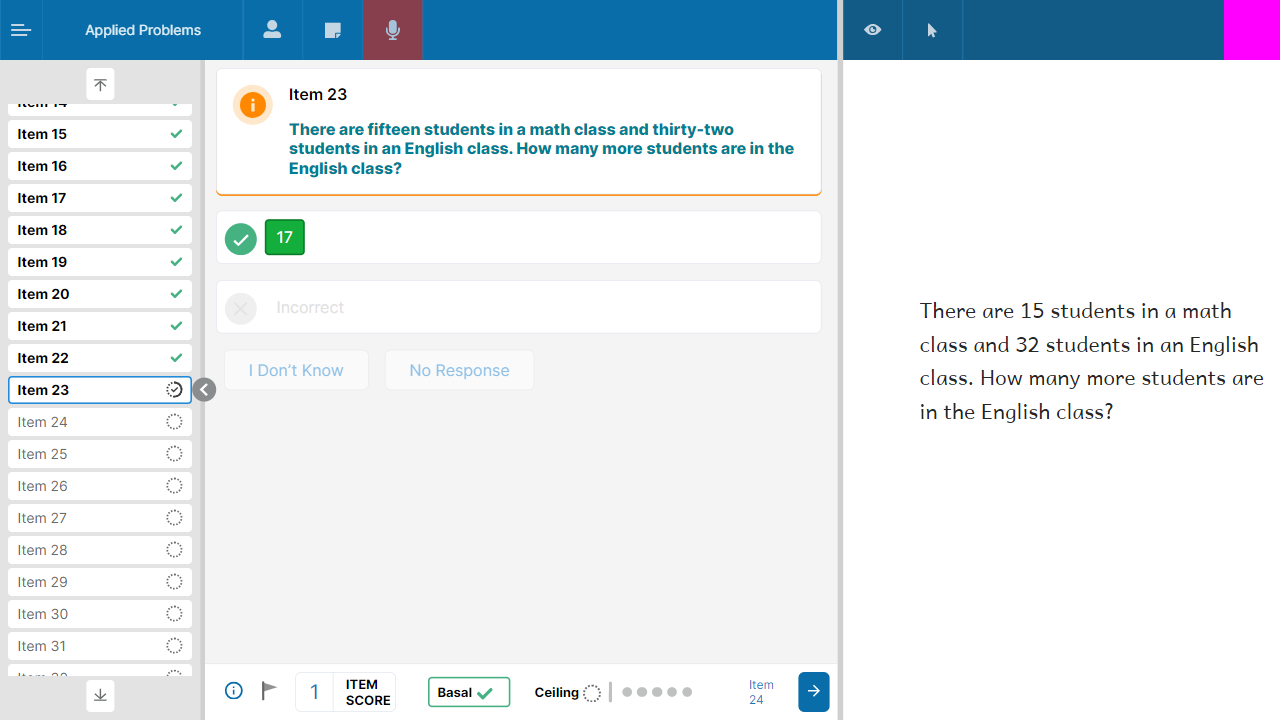 Applied Problems
Item 14
Item 15
Item 16
Item 17
Item 18
Item 19
Item 20
Item 21
Item 22
Item 23
Item 24
Item 25
Item 26
Item 27
Item 28
Item 29
Item 30
Item 31
Item 23
There are fifteen students in a math class and thirty-two
students in an English class. How many more students are in the
English class?
17
Incorrect
I Don't Know No Response
1 ITEM
SCORE
Basal
Ceiling
Item
24
There are 15 students in a math
class and 32 students in an English
class. How many more students are
in the English class?